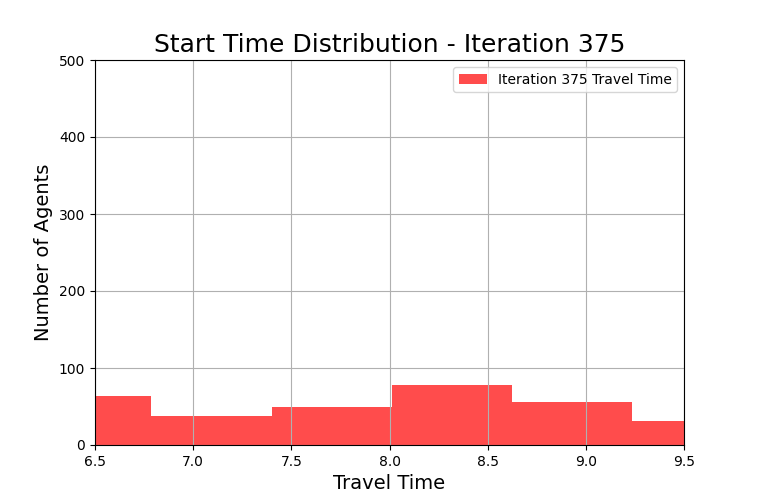 Start Time Distribution - Iteration 375
Iteration 375 Travel Time
Number of Agents
500
400
300
200
100
0
6.5 7.0 7.5 8.0 8.5 9.0 9.5
Travel Time